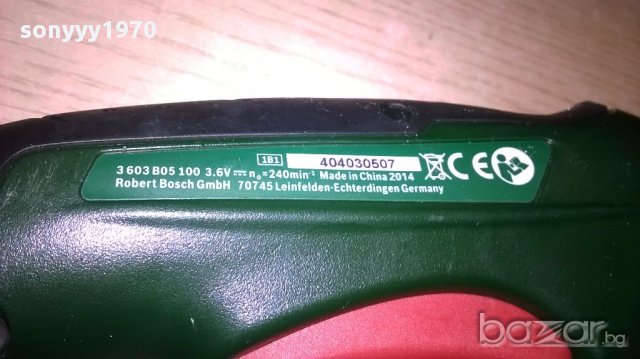 sonyyy1970
1B1 404030507
3 603 B05 100 3.6V n₀=240min⁻¹ Made in China 2014
Robert Bosch GmbH 70745 Leinfelden-Echterdingen Germany
CE
bazar.bg